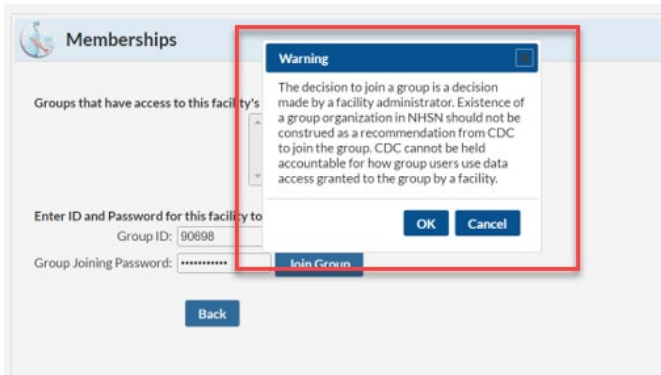 Memberships
Warning
The decision to join a group is a decision
made by a facility administrator. Existence of
a group organization in NHSN should not be
construed as a recommendation from CDC
to join the group. CDC cannot be held
accountable for how group users use data
access granted to the group by a facility.
OK Cancel
Groups that have access to this facility's
Enter ID and Password for this facility to
Group ID: 90698
Group Joining Password: •••••••••••
Join Group
Back